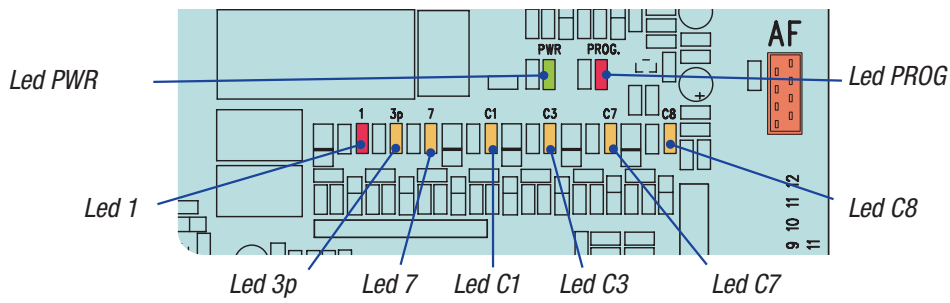 AF
PWR PROG.
Led PWR
Led PROG
1 3p 7 C1 C3 C7 C8
Led 1
Led C8
9 10 11 12
11
Led 3p Led 7 Led C1 Led C3 Led C7